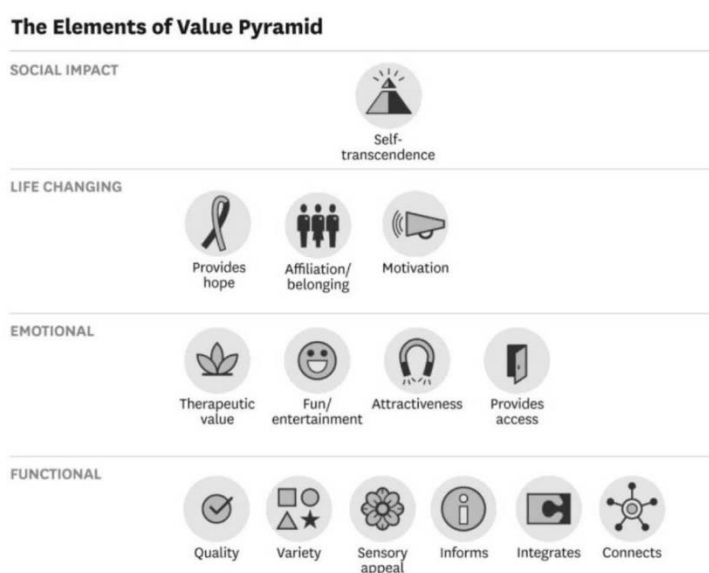 The Elements of Value Pyramid
SOCIAL IMPACT
Self-
transcendence
LIFE CHANGING
Provides
hope
Affiliation/
belonging
Motivation
EMOTIONAL
Therapeutic
value
Fun/
entertainment
Attractiveness
Provides
access
FUNCTIONAL
Quality
Variety
Sensory
appeal
Informs
Integrates
Connects